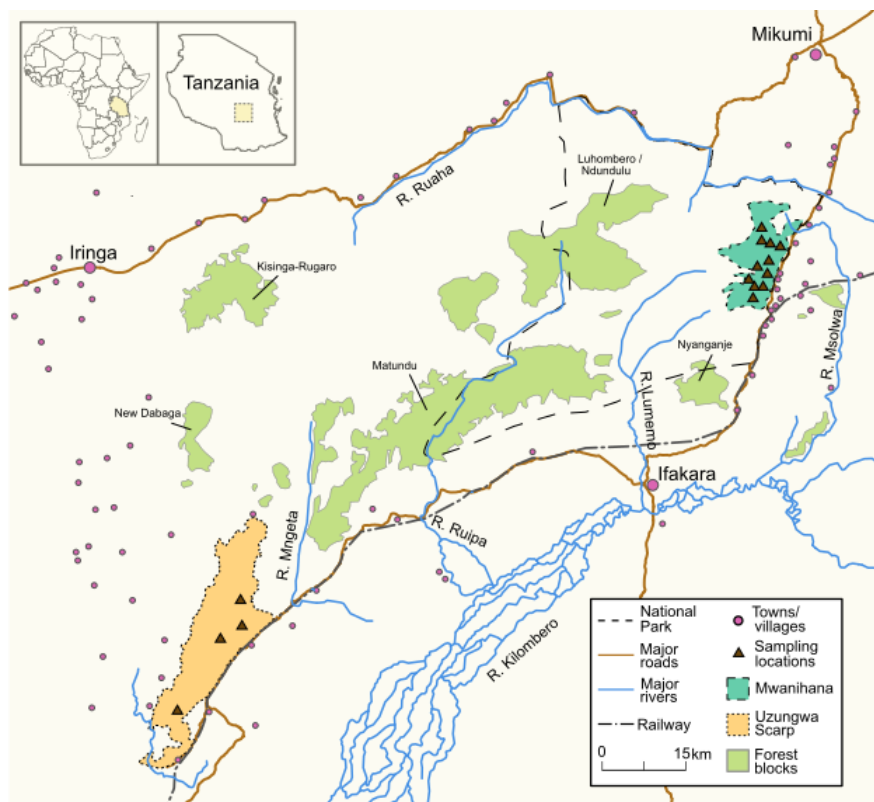 Tanzania
Mikumi
Luhombero /
Ndundulu
R. Ruaha
Iringa
Kisinga-Rugaro
R. Msolwa
Nyanganje
Matundu
R. Lumemo
New Dabaga
Ifakara
R. Mngeta
R. Ruipa
R. Kilombero
National
Park
Towns/
villages
Major
roads
Sampling
locations
Major
rivers
Mwanihana
Railway
Uzungwa
Scarp
0 15km
Forest
blocks